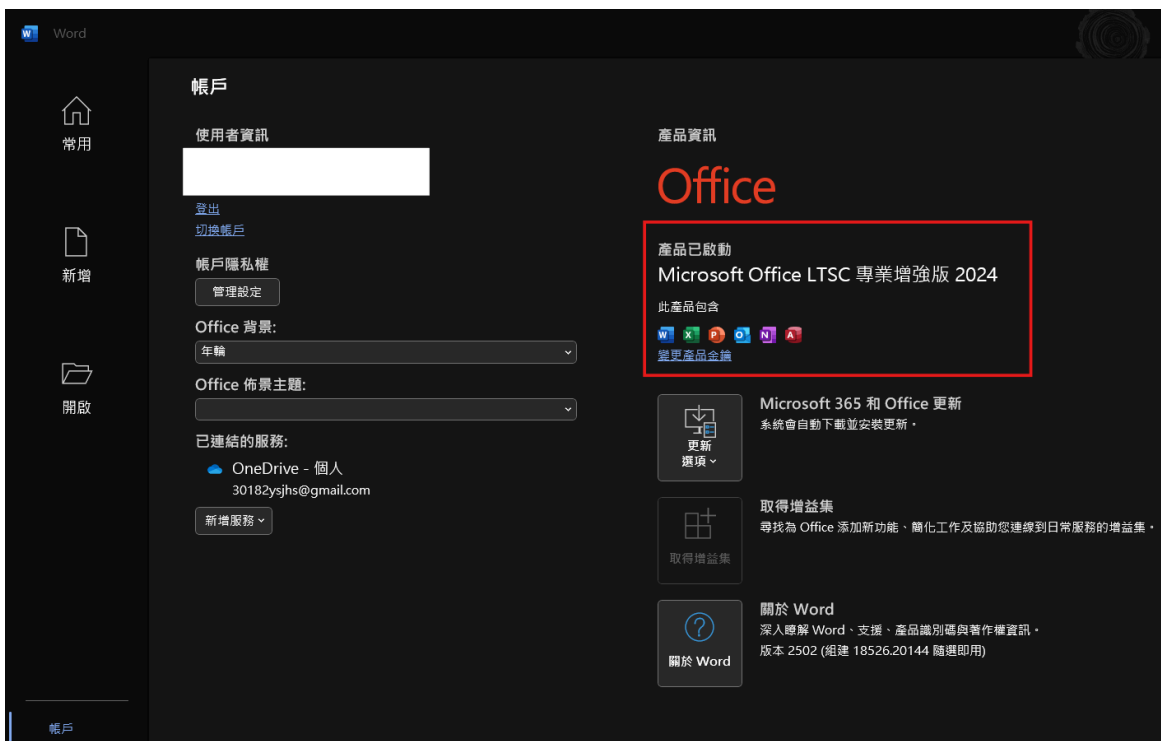 Word
帳戶
常用
新增
開啟
帳戶
使用者資訊
登出
切換帳戶
帳戶隱私權
管理設定
Office 背景:
年輪
Office 佈景主題:
已連結的服務:
OneDrive - 個人
30182ysjhs@gmail.com
新增服務
產品資訊
Office
產品已啟動
Microsoft Office LTSC 專業增強版 2024
此產品包含
變更產品金鑰
更新
選項
Microsoft 365 和 Office 更新
系統會自動下載並安裝更新。
取得增益集
取得增益集
尋找為 Office 添加新功能、簡化工作及協助您連線到日常服務的增益集。
關於 Word
關於 Word
深入瞭解 Word、支援、產品識別碼與著作權資訊。
版本 2502 (組建 18526.20144 隨選即用)